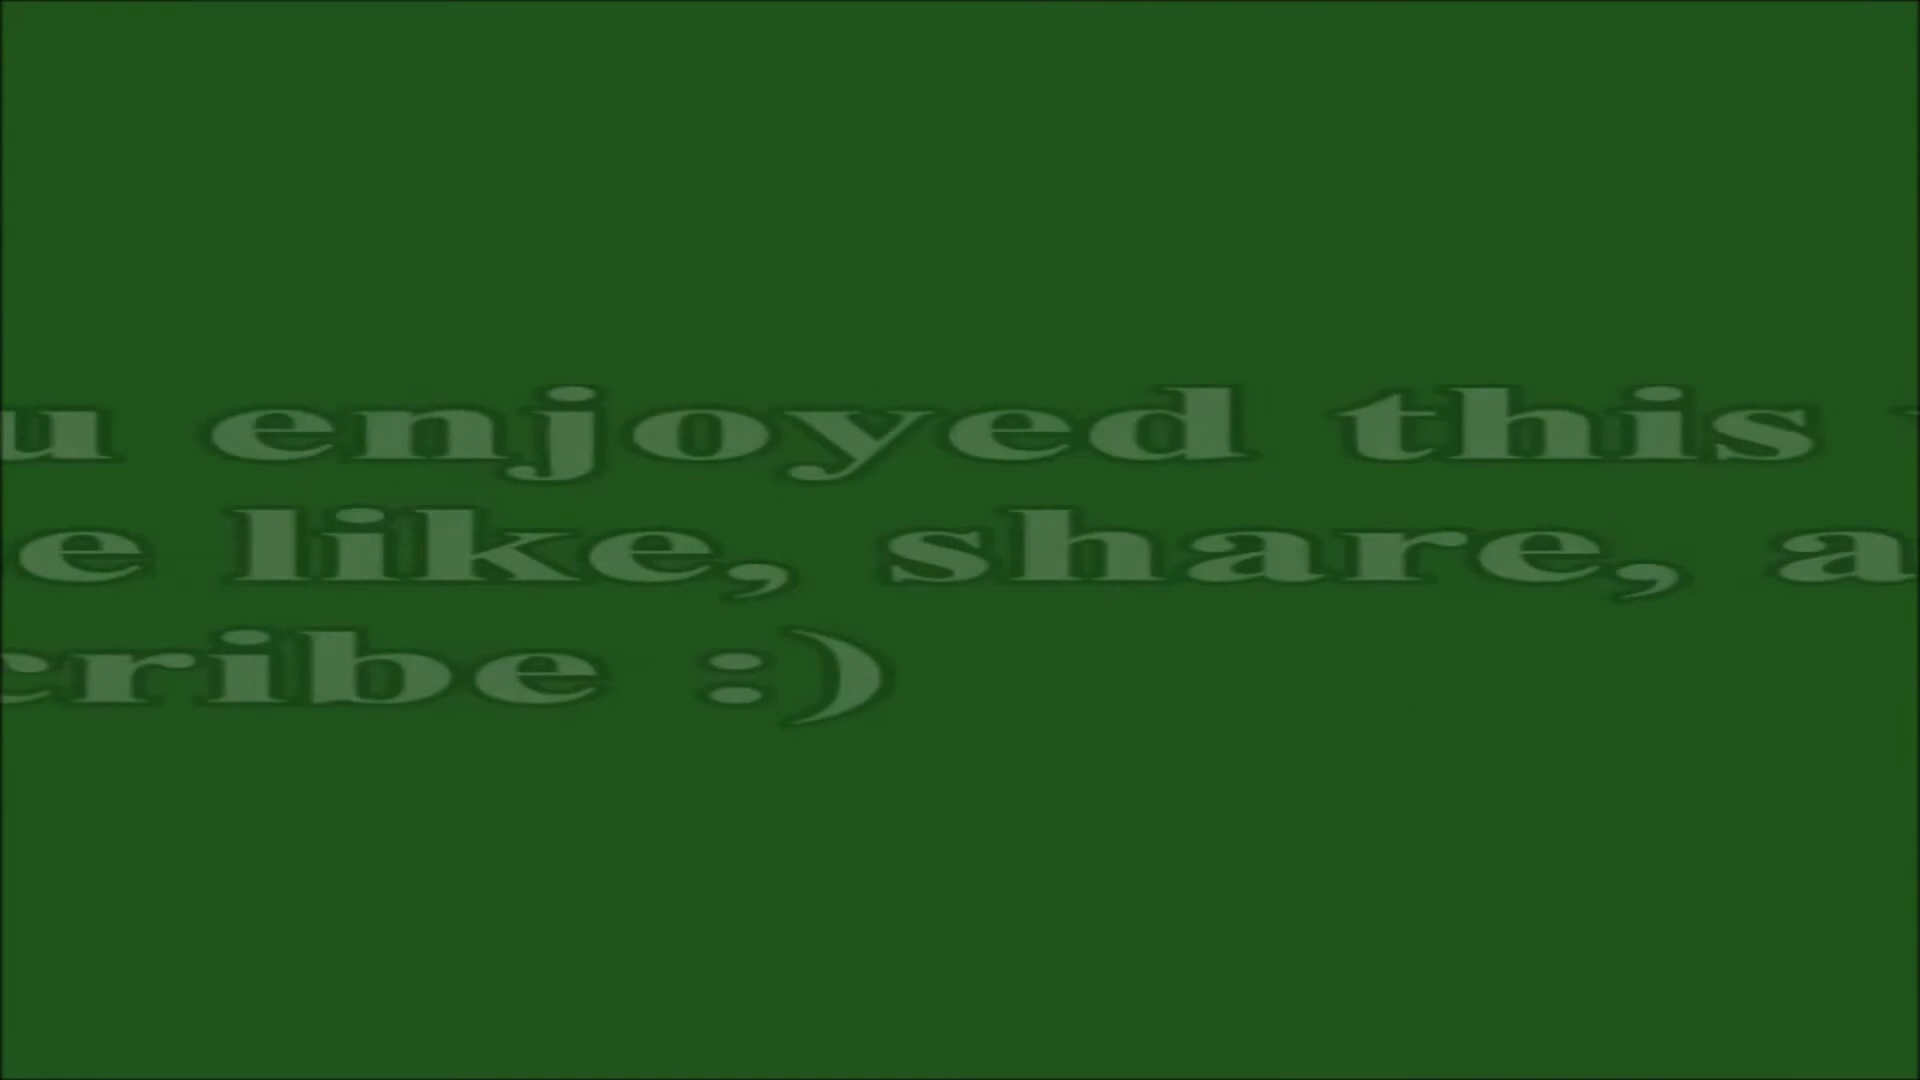 u enjoyed this
e like, share, a
cribe :)